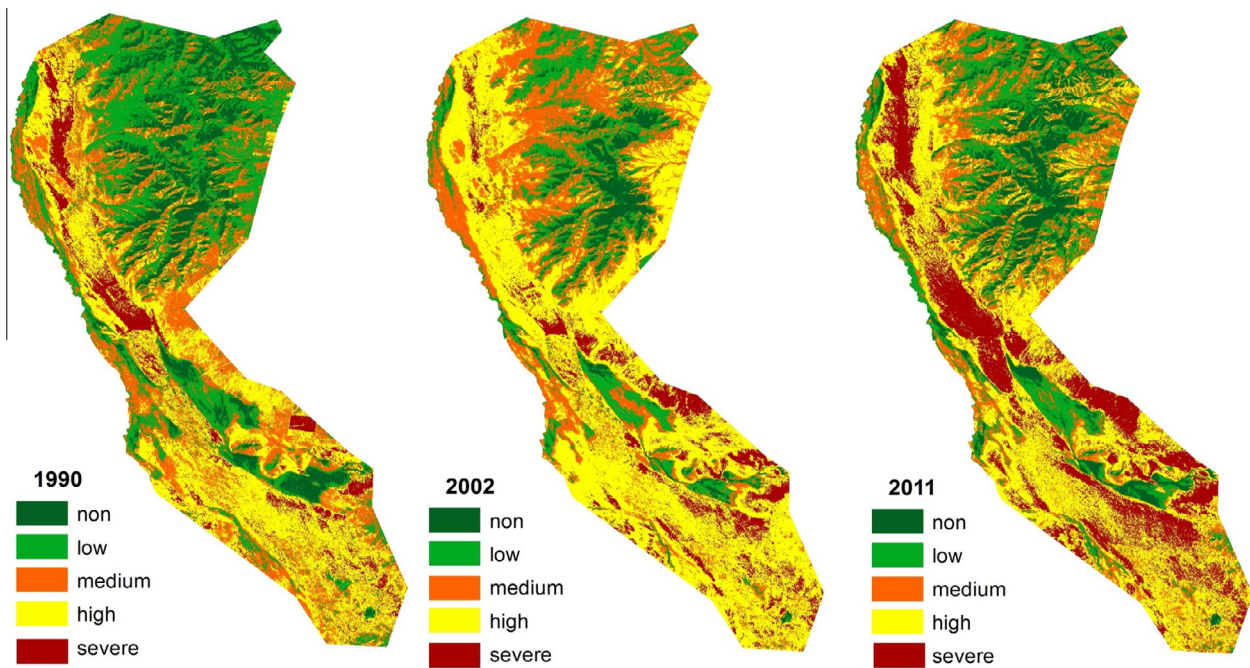 1990
non
low
medium
high
severe
2002
non
low
medium
high
severe
2011
non
low
medium
high
severe